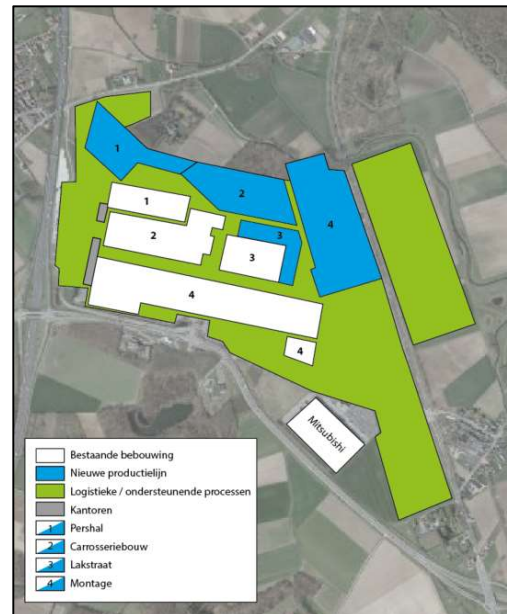 1
2
3
4
1
2
3
4
4
Mitsubishi
Bestaande bebouwing
Nieuwe productielijn
Logistieke / ondersteunende processen
Kantoren
1 Pershal
2 Carrosseriebouw
3 Lakstraat
4 Montage